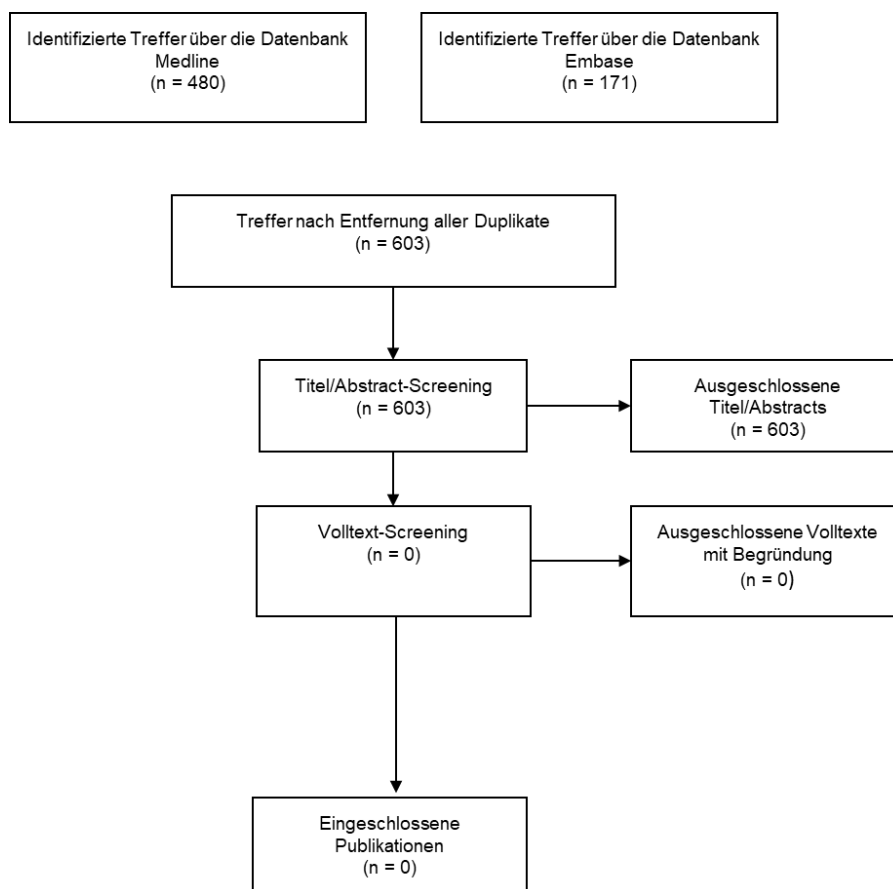 Identifizierte Treffer über die Datenbank
Medline
(n = 480)
Identifizierte Treffer über die Datenbank
Embase
(n = 171)
Treffer nach Entfernung aller Duplikate
(n = 603)
Titel/Abstract-Screening
(n = 603)
Ausgeschlossene
Titel/Abstracts
(n = 603)
Volltext-Screening
(n = 0)
Ausgeschlossene Volltexte
mit Begründung
(n = 0)
Eingeschlossene
Publikationen
(n = 0)